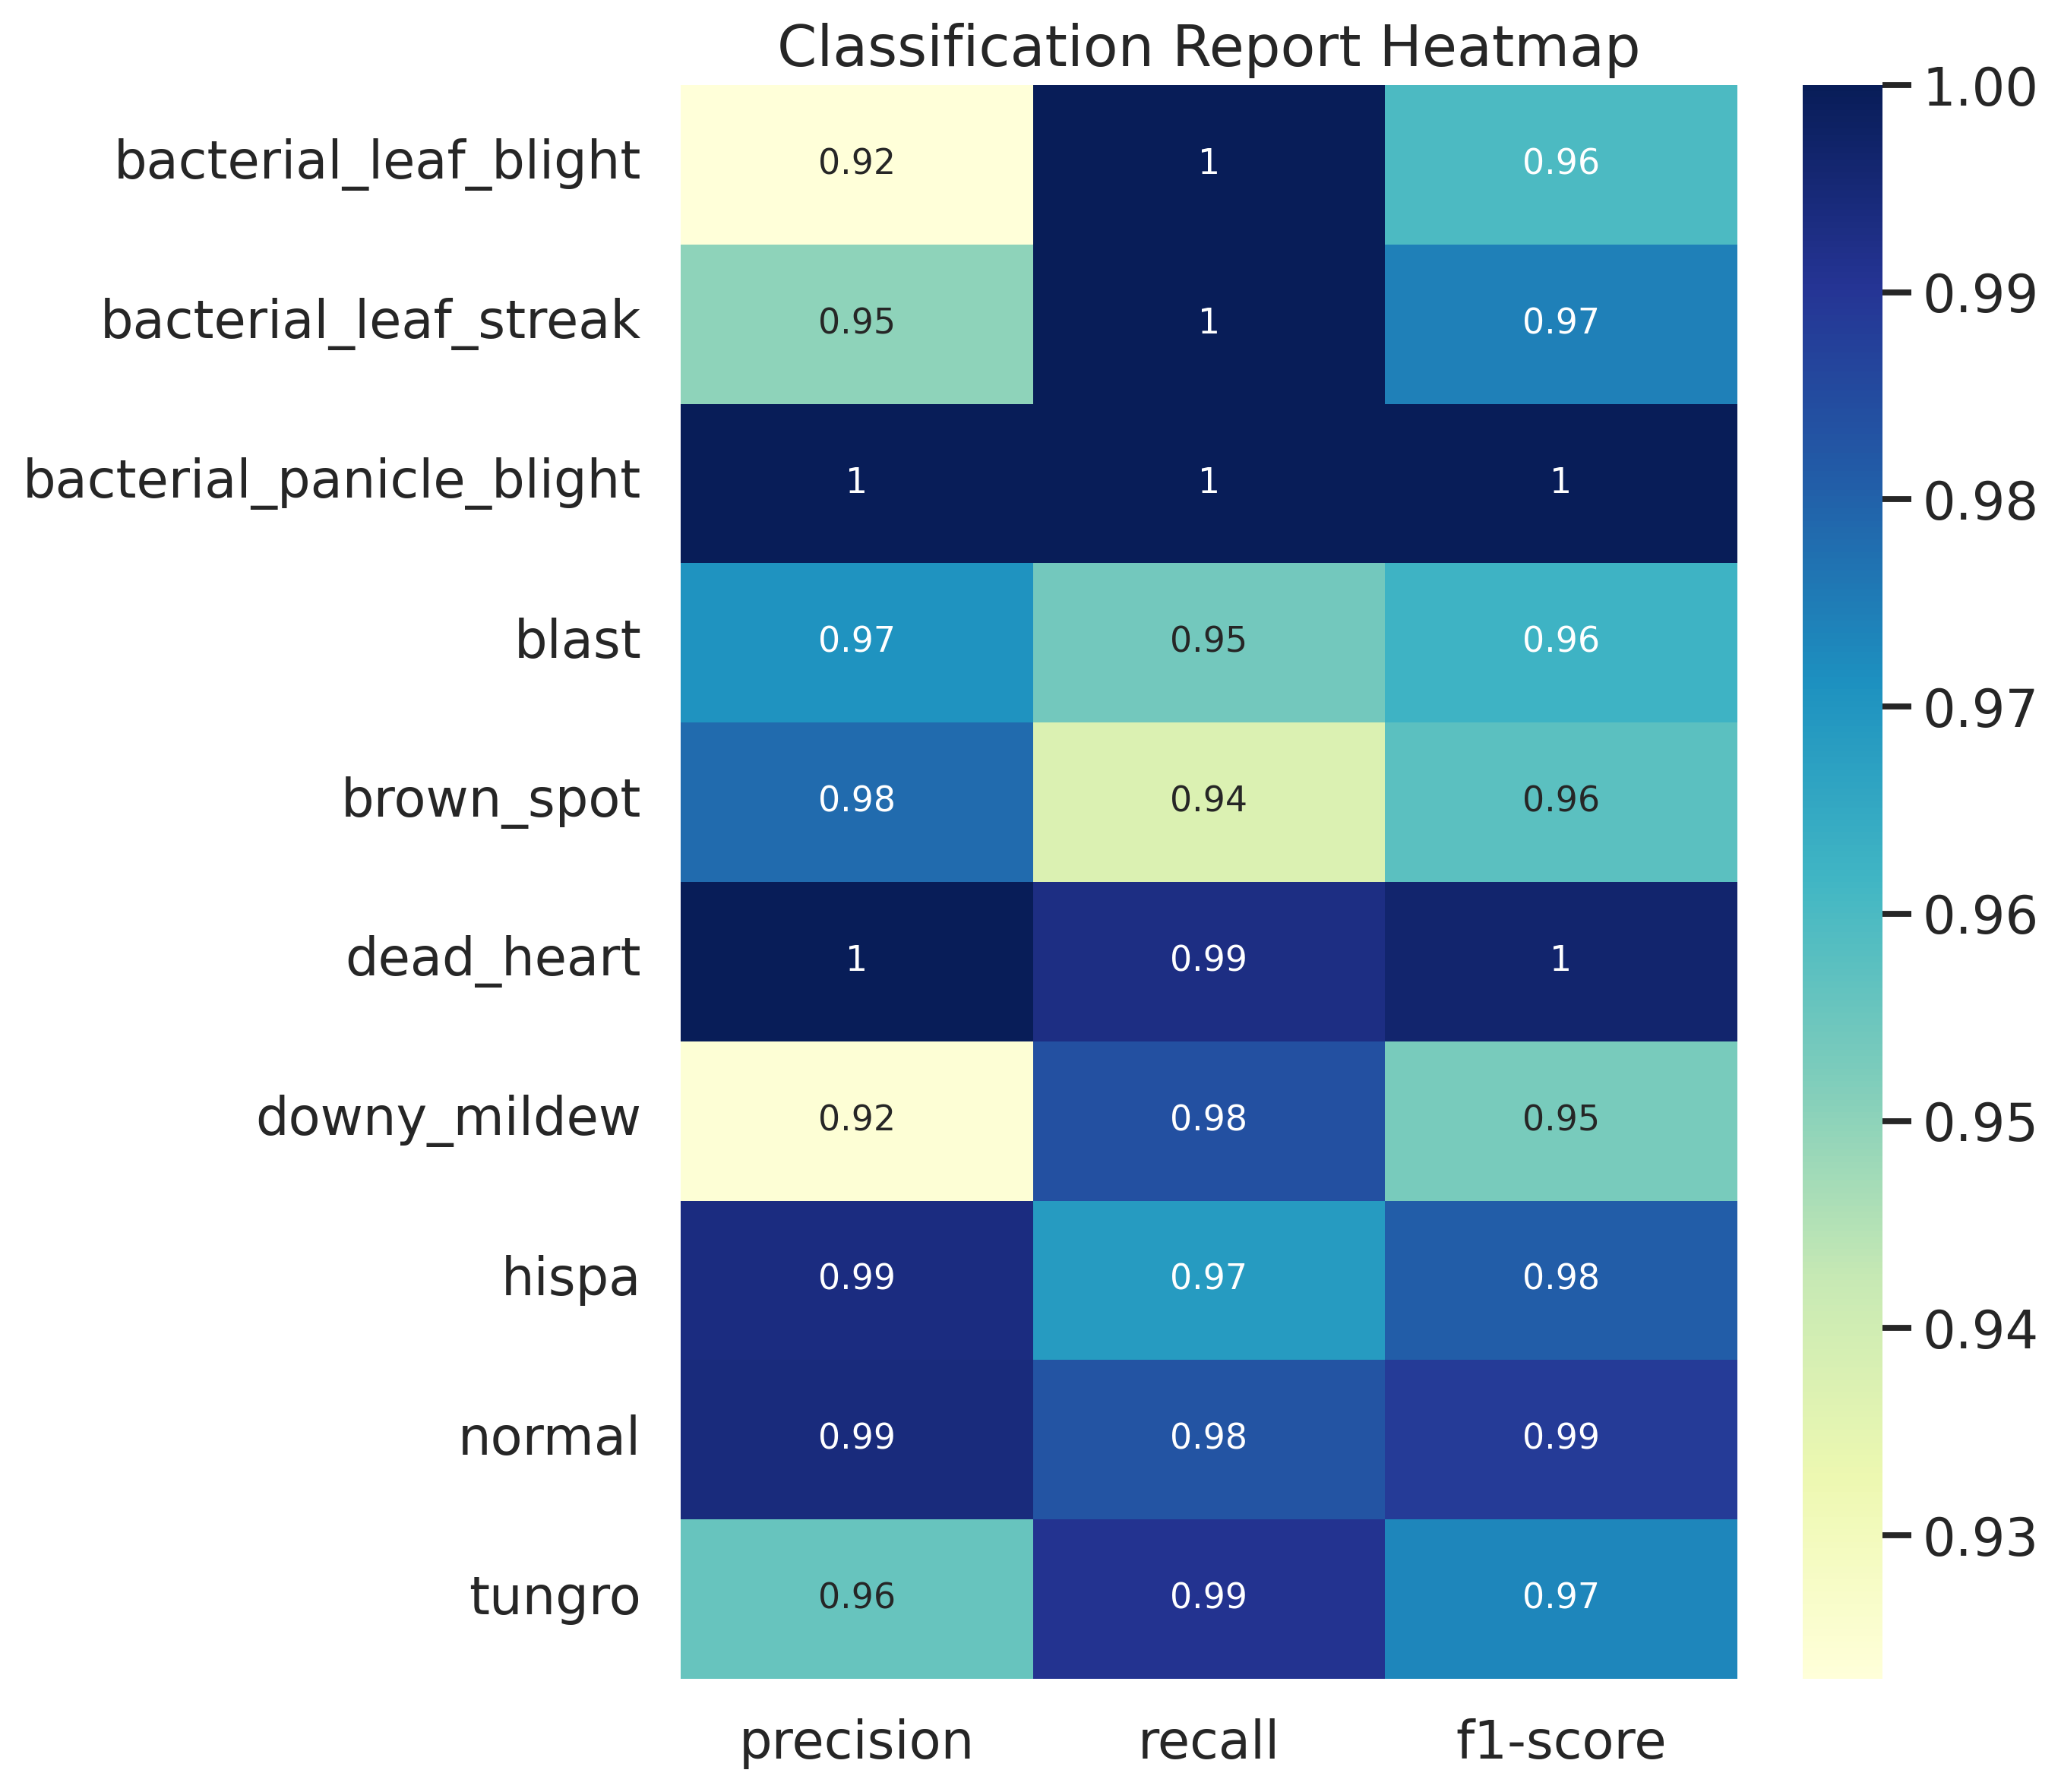 Classification Report Heatmap
bacterial_leaf_blight 0.92 1 0.96
bacterial_leaf_streak 0.95 1 0.97
bacterial_panicle_blight 1 1 1
blast 0.97 0.95 0.96
brown_spot 0.98 0.94 0.96
dead_heart 1 0.99 1
downy_mildew 0.92 0.98 0.95
hispa 0.99 0.97 0.98
normal 0.99 0.98 0.99
tungro 0.96 0.99 0.97
precision recall f1-score
1.00
0.99
0.98
0.97
0.96
0.95
0.94
0.93